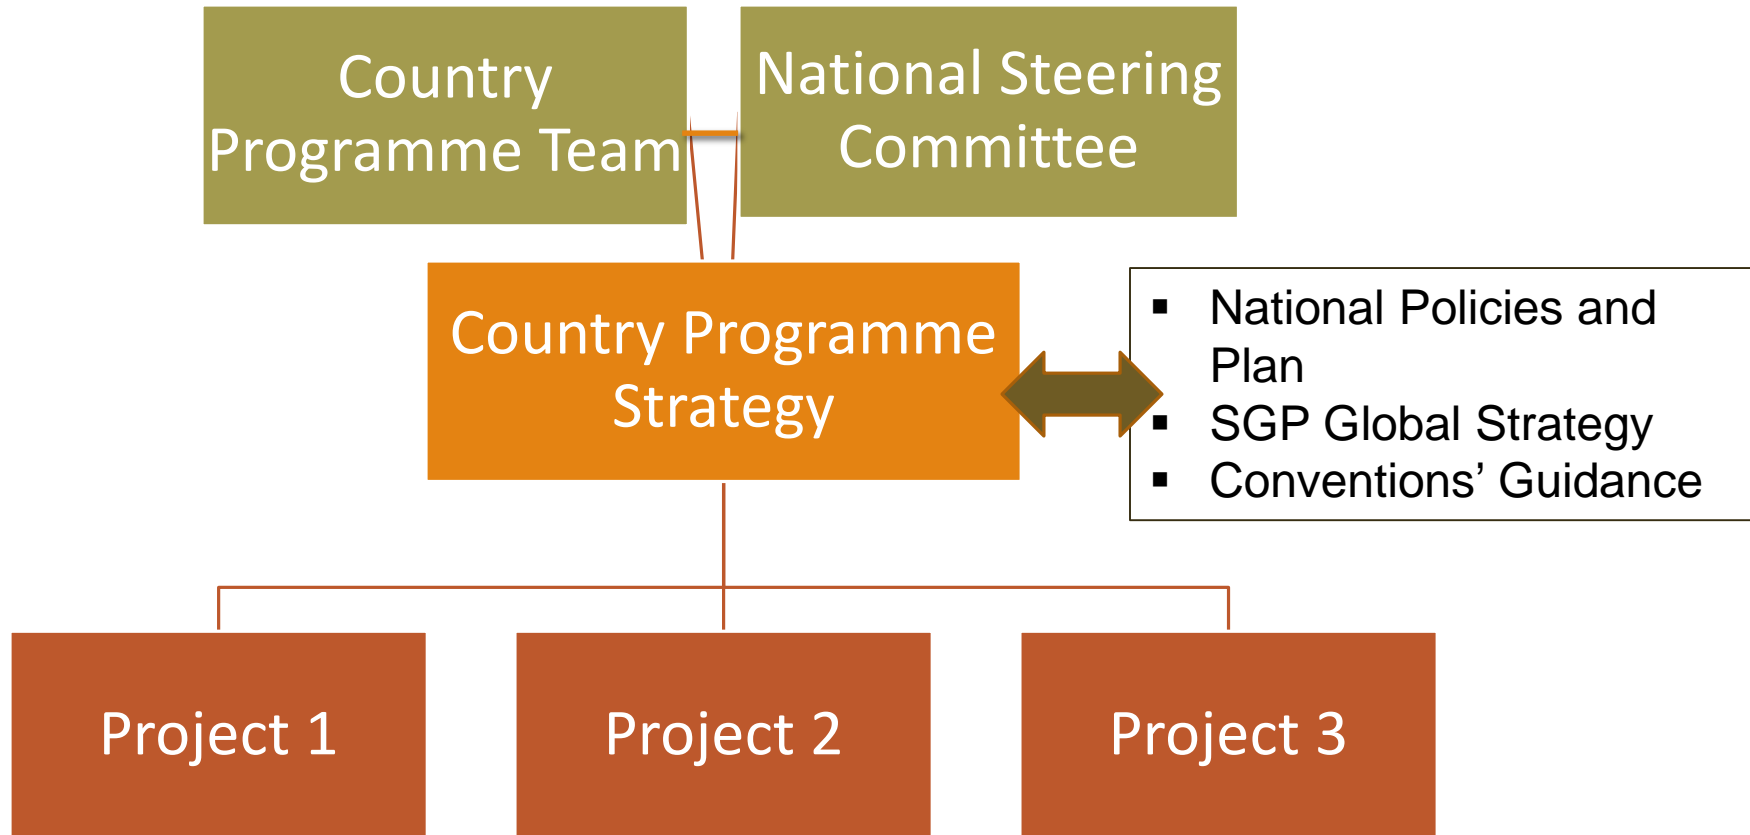 Country
Programme Team
National Steering
Committee
Country Programme
Strategy
▪ National Policies and
Plan
▪ SGP Global Strategy
▪ Conventions’ Guidance
Project 1
Project 2
Project 3